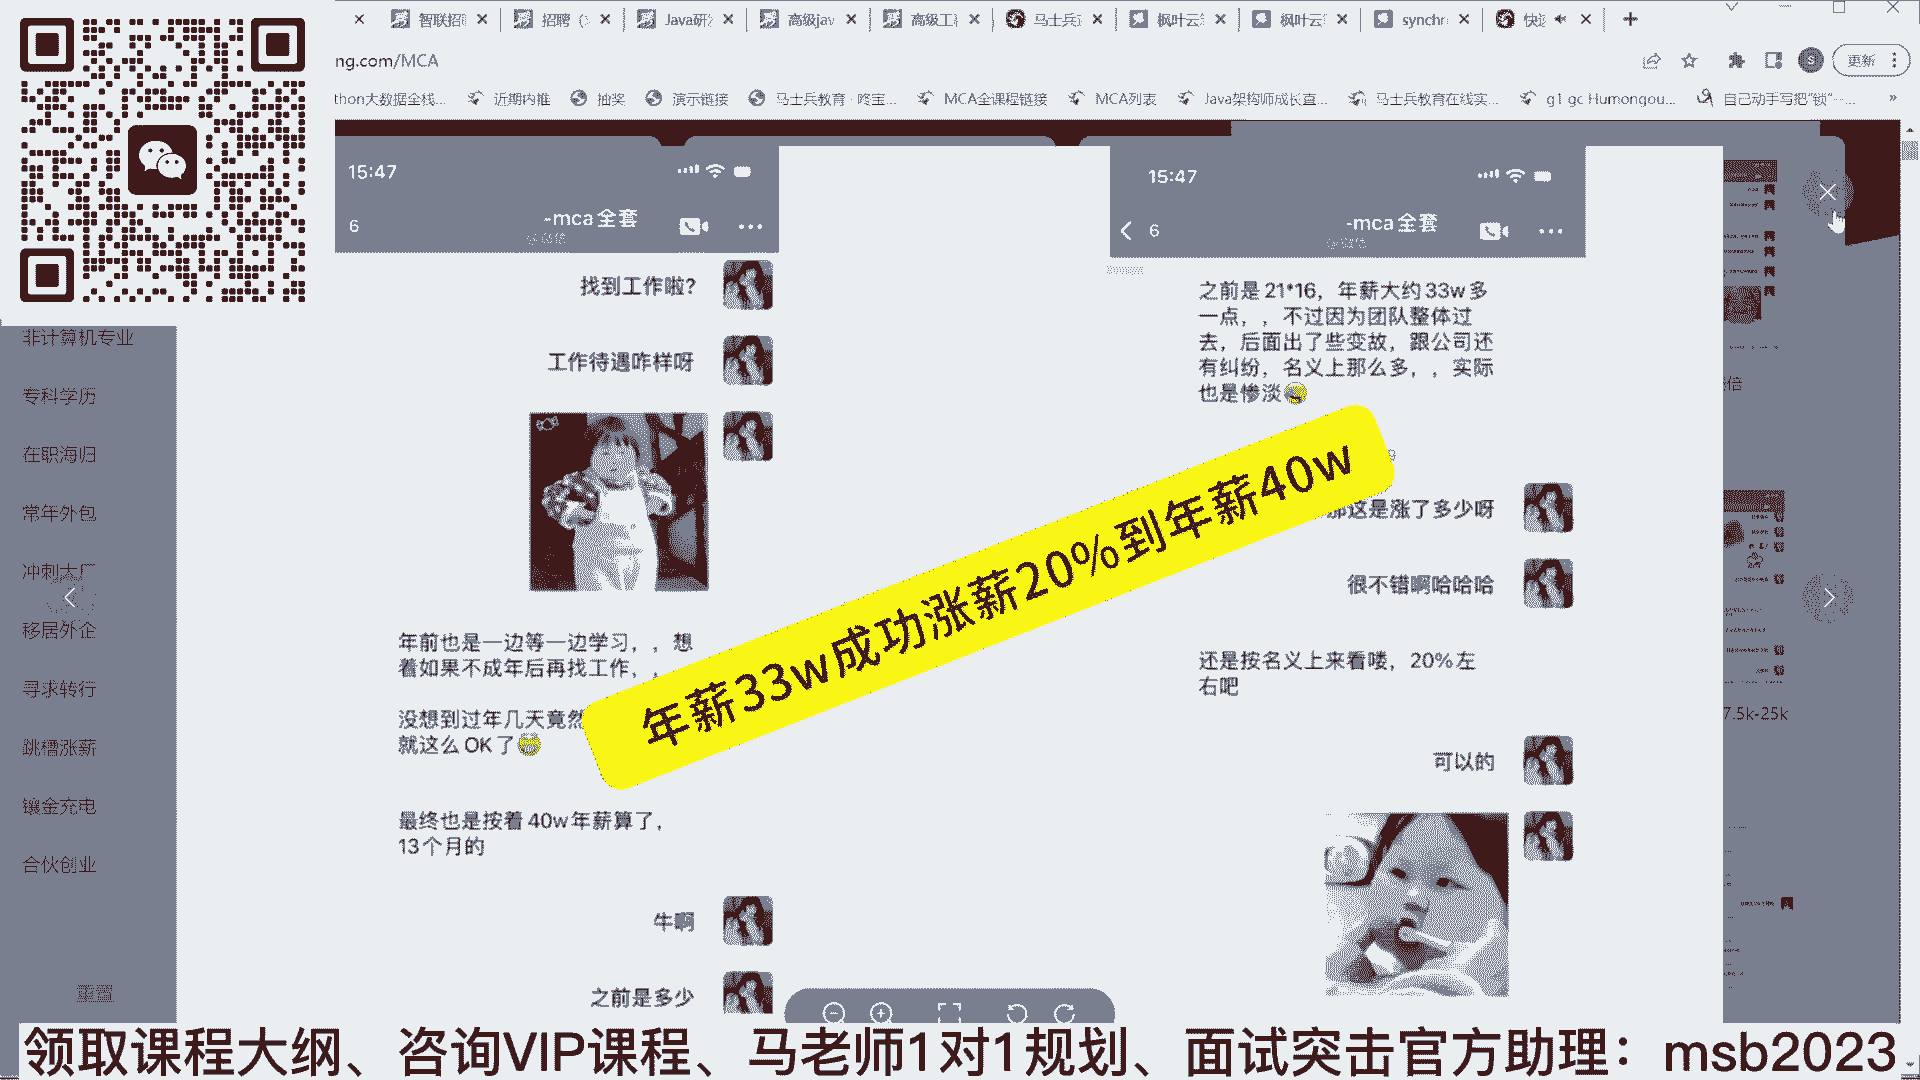 智联招聘
招聘（
Java研发
高级jav
高级工程
马士兵
枫叶云
枫叶云
synchr
快速
ng.com/MCA
更新
thon大数据全栈...
近期内推
抽奖
演示链接
马士兵教育 · 咚宝...
MCA全课程链接
MCA列表
Java架构师成长查...
马士兵教育在线实...
g1 gc Humongou...
自己动手写把"锁"...
非计算机专业
专科学历
在职海归
常年外包
冲刺大厂
移居外企
寻求转行
跳槽涨薪
镶金充电
合伙创业
重置
15:47
6
-mca全套
@微信
找到工作啦？
工作待遇咋样呀
年前也是一边等一边学习，，想
着如果不成年后再找工作，，
没想到过年几天竟然
就这么OK了
最终也是按着40w年薪算了，
13个月的
牛啊
之前是多少
15:47
6
-mca全套
@微信
之前是21*16，年薪大约33w多
一点，，不过因为团队整体过
去，后面出了些变故，跟公司还
有纠纷，名义上那么多，，实际
也是惨淡
那这是涨了多少呀
很不错啊哈哈哈
还是按名义上来看喽，20%左
右吧
可以的
年薪33w成功涨薪20%到年薪40w
倍
7.5k-25k
领取课程大纲、咨询VIP课程、马老师1对1规划、面试突击官方助理：msb2023